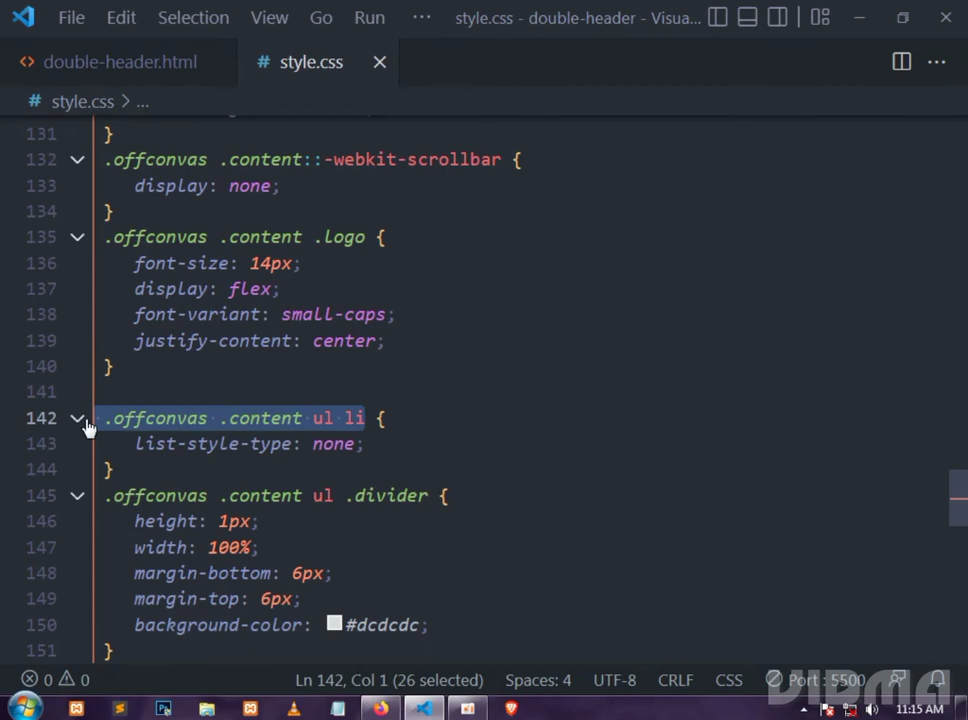 File Edit Selection View Go Run ··· style.css - double-header - Visua...
<> double-header.html # style.css
# style.css > ...
131 }
132 .offconvas .content::-webkit-scrollbar {
133 display: none;
134 }
135 .offconvas .content .logo {
136 font-size: 14px;
137 display: flex;
138 font-variant: small-caps;
139 justify-content: center;
140 }
141
142 .offconvas .content ul li {
143 list-style-type: none;
144 }
145 .offconvas .content ul .divider {
146 height: 1px;
147 width: 100%;
148 margin-bottom: 6px;
149 margin-top: 6px;
150 background-color: #dcdcdc;
151 }
0 0 Ln 142, Col 1 (26 selected) Spaces: 4 UTF-8 CRLF CSS Port : 5500
Ps 11:15 AM